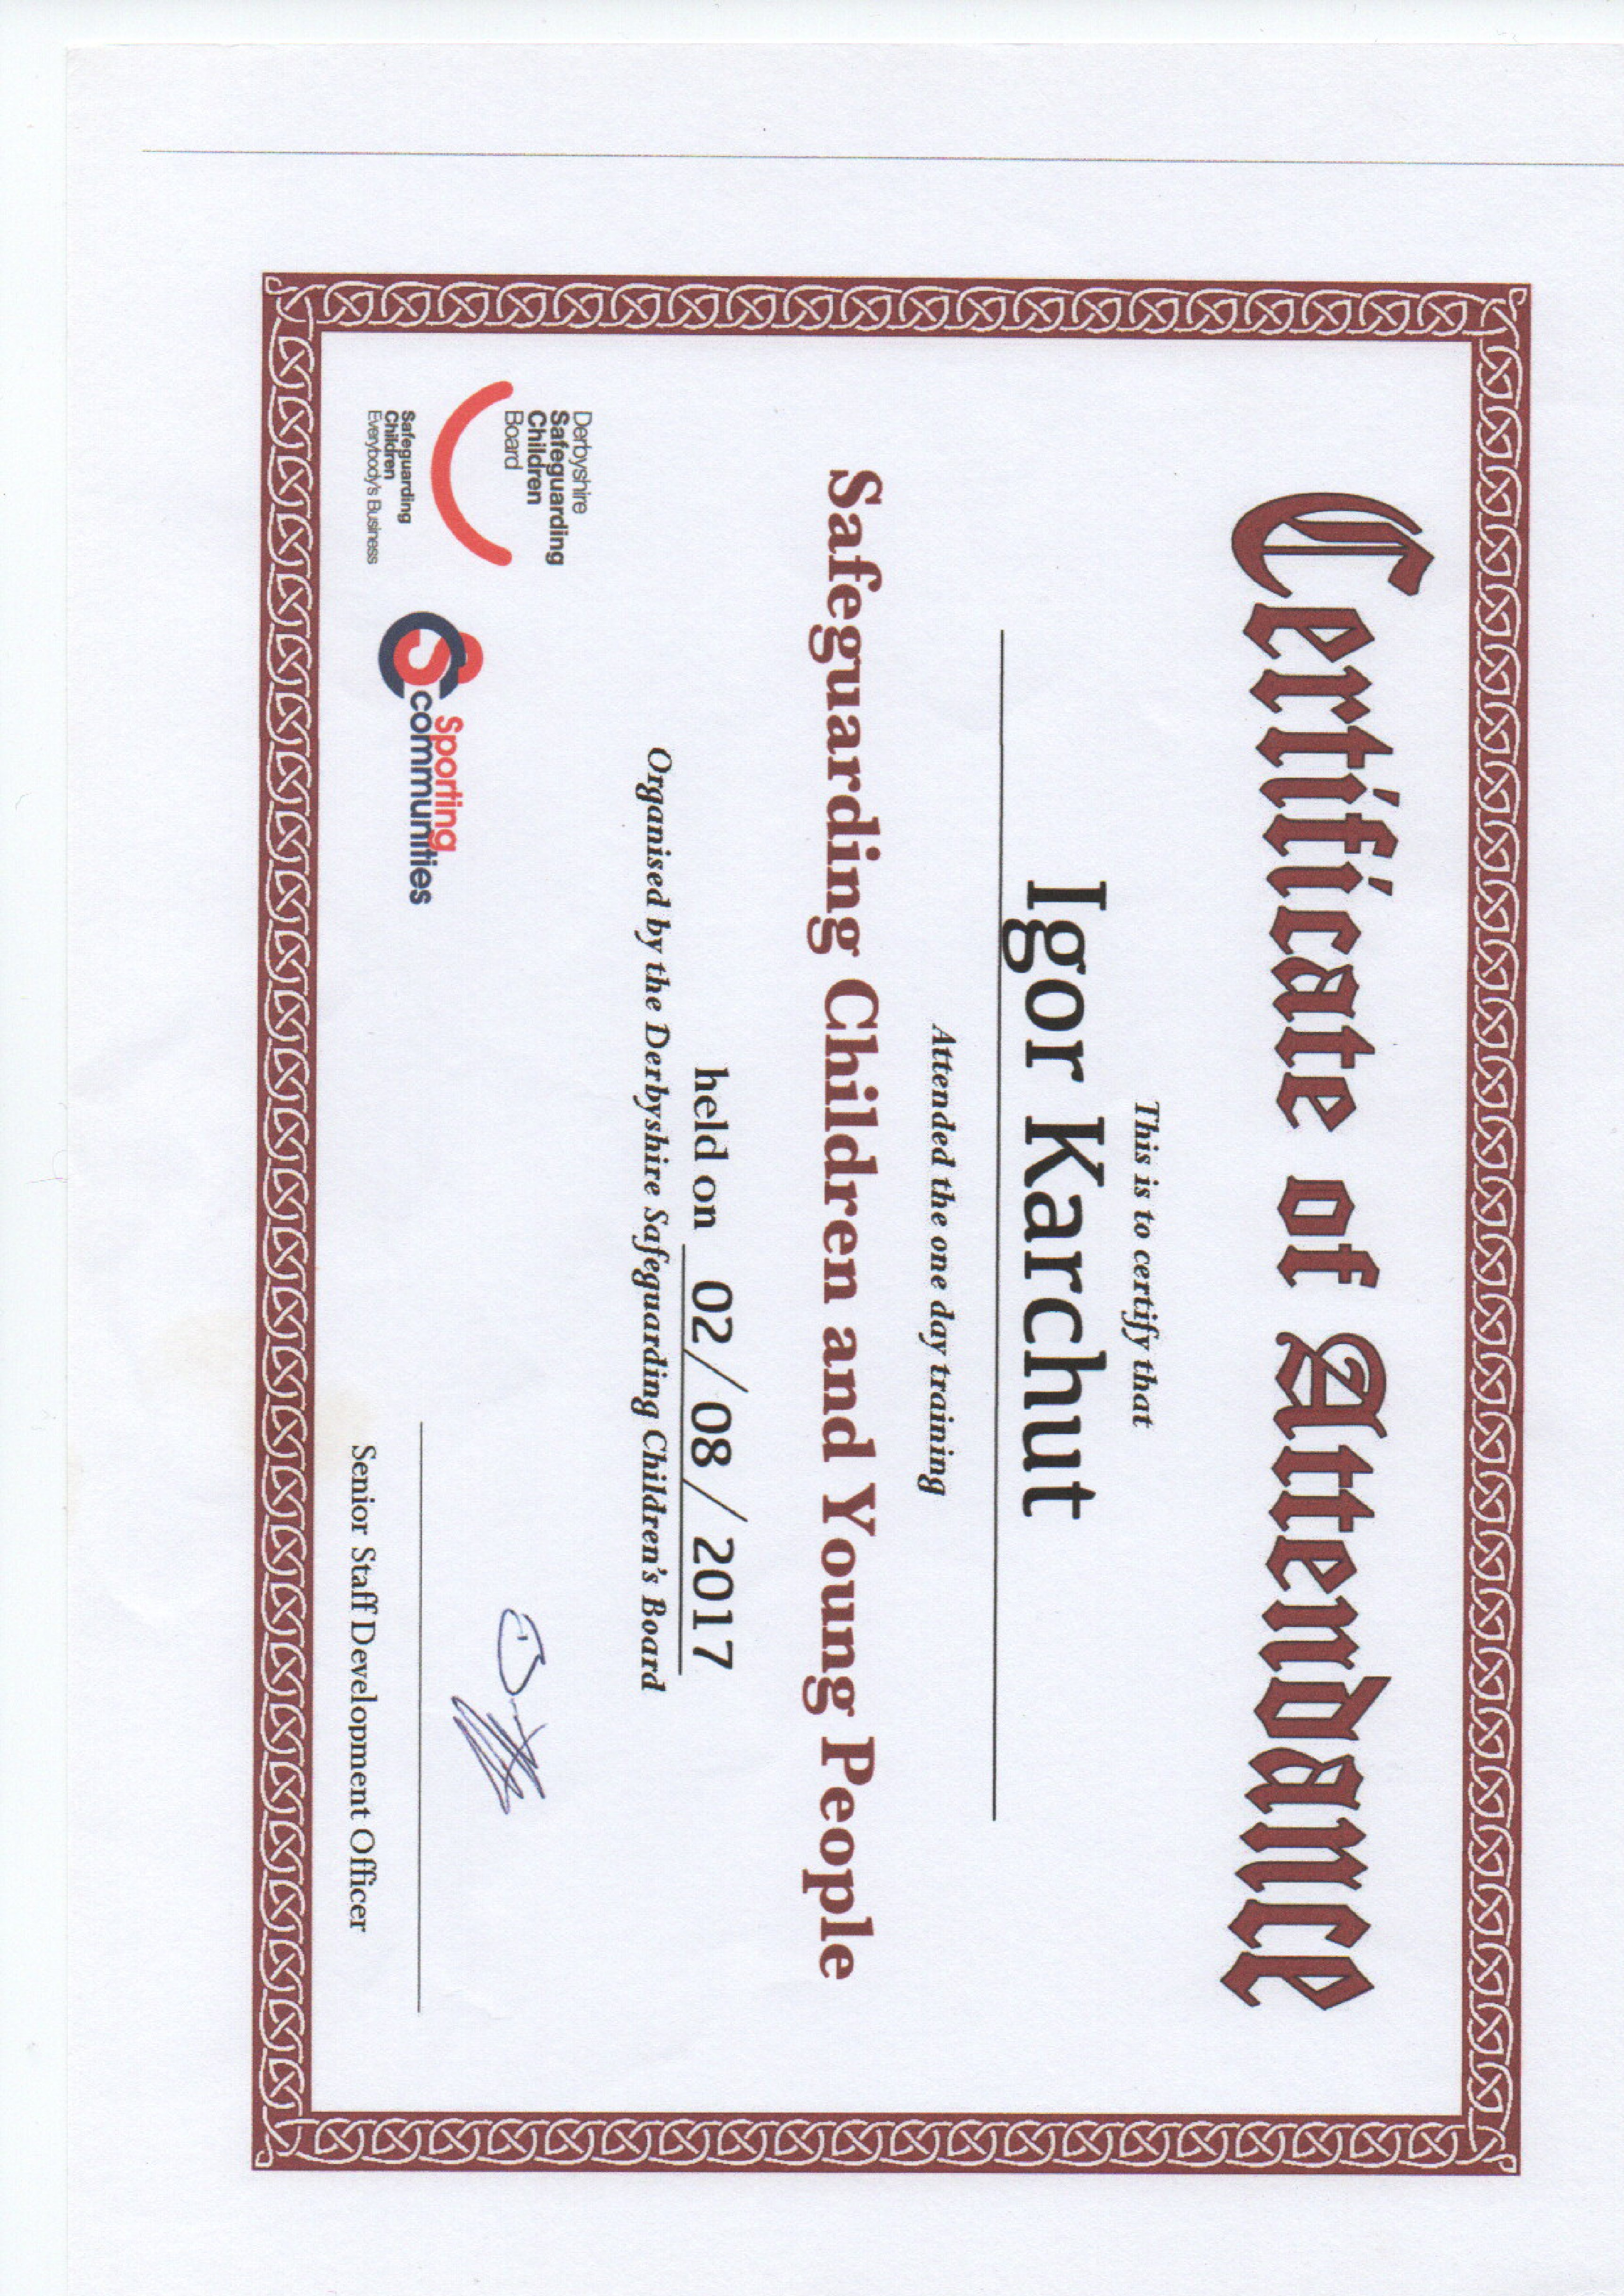 Certificate of Attendance
This is to certify that
Igor Karchut
Attended the one day training
Safeguarding Children and Young People
held on 02/08/2017
Organised by the Derbyshire Safeguarding Children's Board
Derbyshire
Safeguarding
Children
Board
Safeguarding
Children
Everybody's Business
Sporting
communities
Senior Staff Development Officer